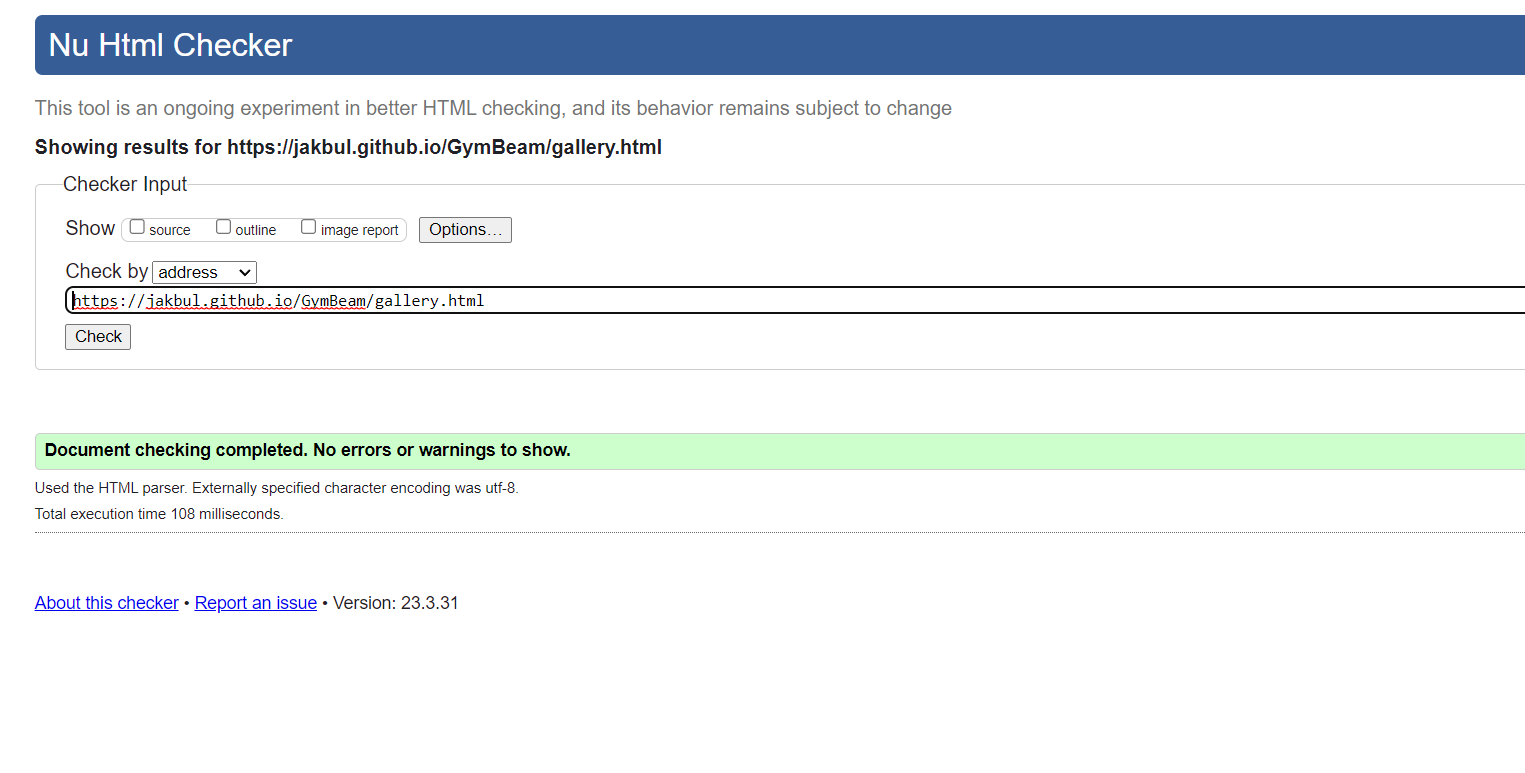 Nu Html Checker
This tool is an ongoing experiment in better HTML checking, and its behavior remains subject to change
Showing results for https://jakbul.github.io/GymBeam/gallery.html
Checker Input
Show source outline image report Options...
Check by address
https://jakbul.github.io/GymBeam/gallery.html
Check
Document checking completed. No errors or warnings to show.
Used the HTML parser. Externally specified character encoding was utf-8.
Total execution time 108 milliseconds.
About this checker • Report an issue • Version: 23.3.31